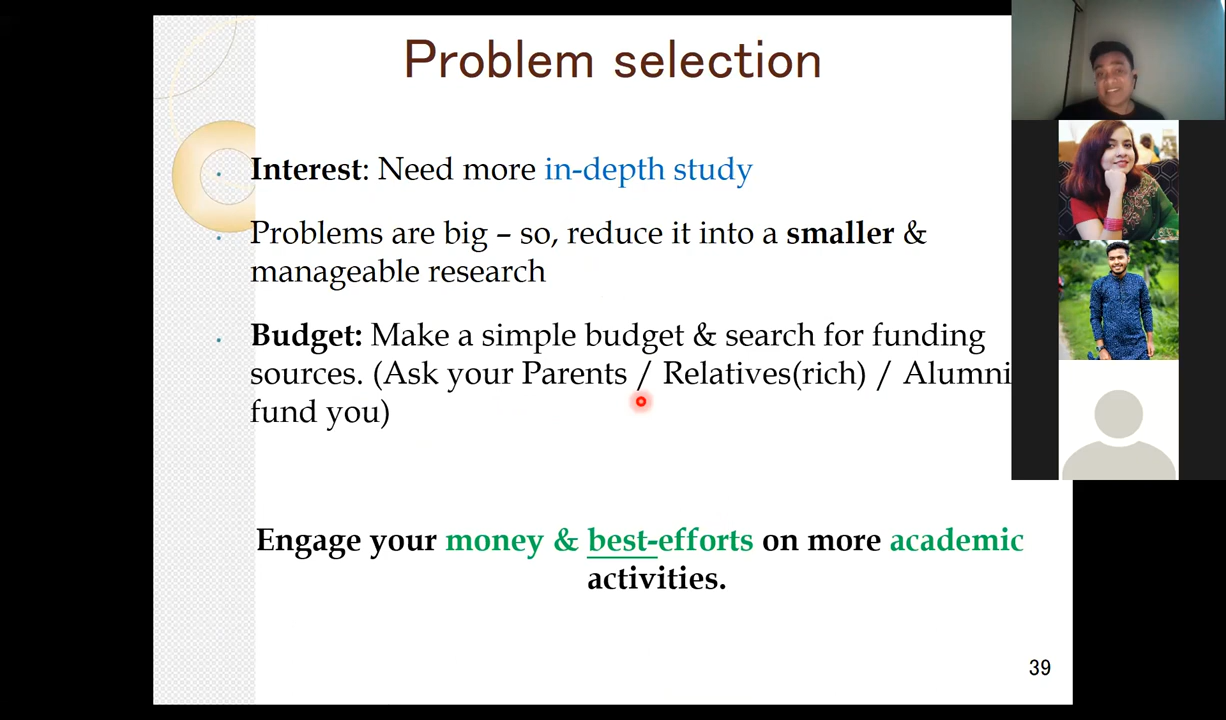 Problem selection
Interest: Need more in-depth study
Problems are big – so, reduce it into a smaller &
manageable research
Budget: Make a simple budget & search for funding
sources. (Ask your Parents / Relatives(rich) / Alumni
fund you)
Engage your money & best-efforts on more academic
activities.
39